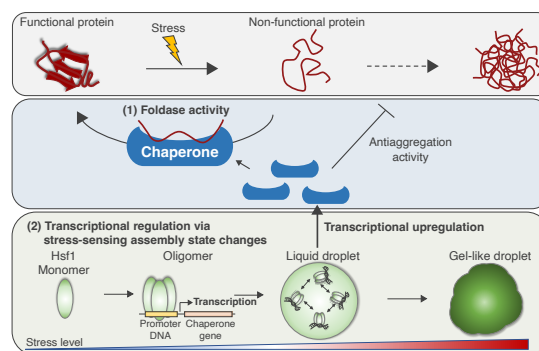 Functional protein
Stress
Non-functional protein
(1) Foldase activity
Chaperone
Antiaggregation
activity
(2) Transcriptional regulation via
stress-sensing assembly state changes
Transcriptional upregulation
Hsf1
Monomer
Oligomer
Liquid droplet
Gel-like droplet
Transcription
Promoter
DNA
Chaperone
gene
Stress level